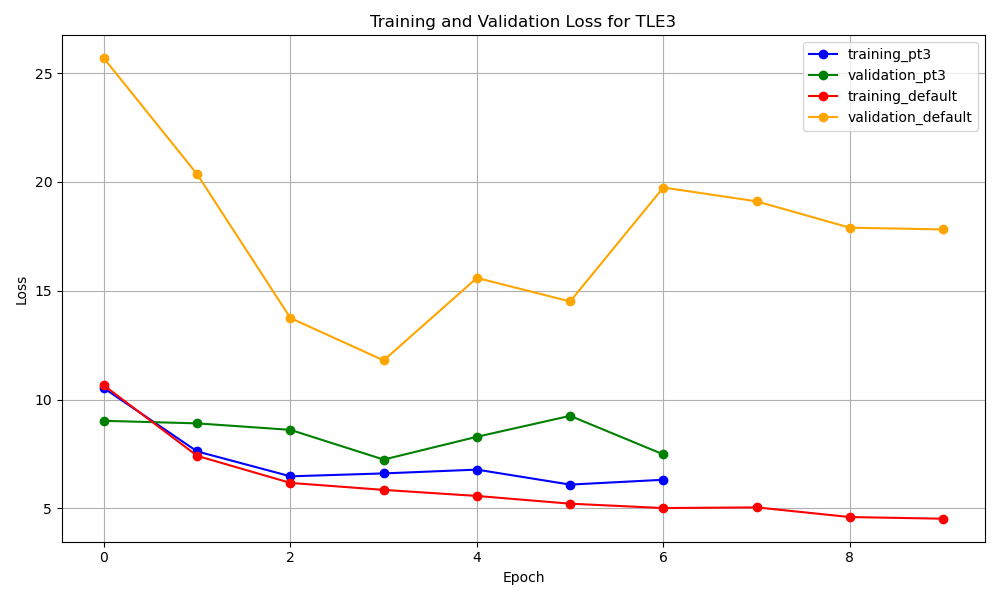 Training and Validation Loss for TLE3
training_pt3
validation_pt3
training_default
validation_default
25
20
15
10
5
Loss
0
2
4
6
8
Epoch